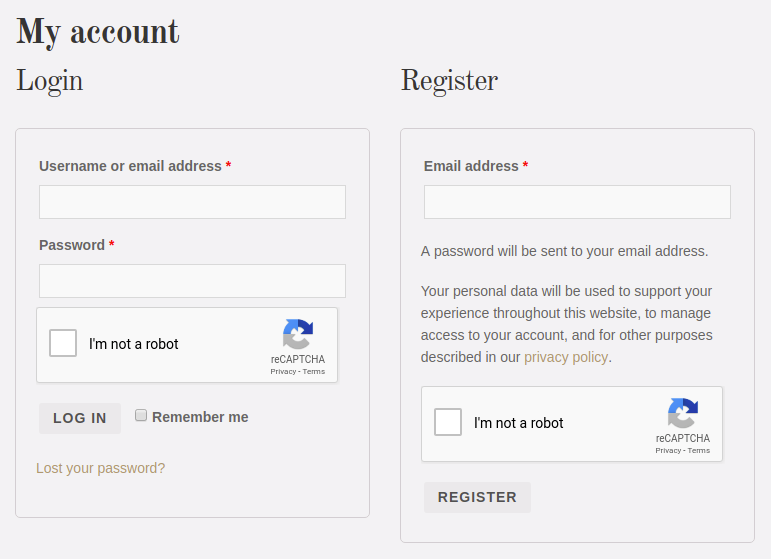 My account
Login
Username or email address *
Password *
I'm not a robot
reCAPTCHA
Privacy - Terms
LOG IN
Remember me
Lost your password?
Register
Email address *
A password will be sent to your email address.
Your personal data will be used to support your
experience throughout this website, to manage
access to your account, and for other purposes
described in our privacy policy.
I'm not a robot
reCAPTCHA
Privacy - Terms
REGISTER